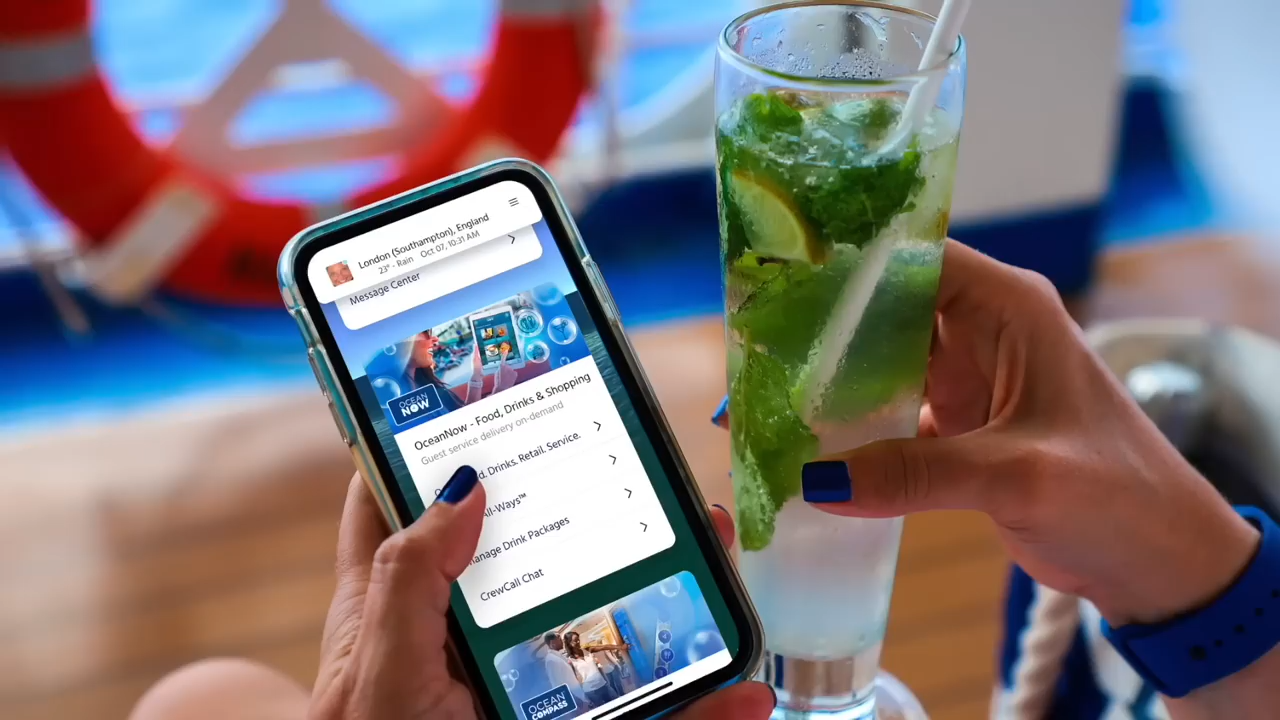 London (Southampton), England
23° - Rain Oct 07, 10:31 AM
Message Center
OCEAN
NOW
OceanNow - Food, Drinks & Shopping
Guest service delivery on-demand
Drinks. Retail. Service.
All-Ways™
Drink Packages
CrewCall Chat
OCEAN
COMPASS